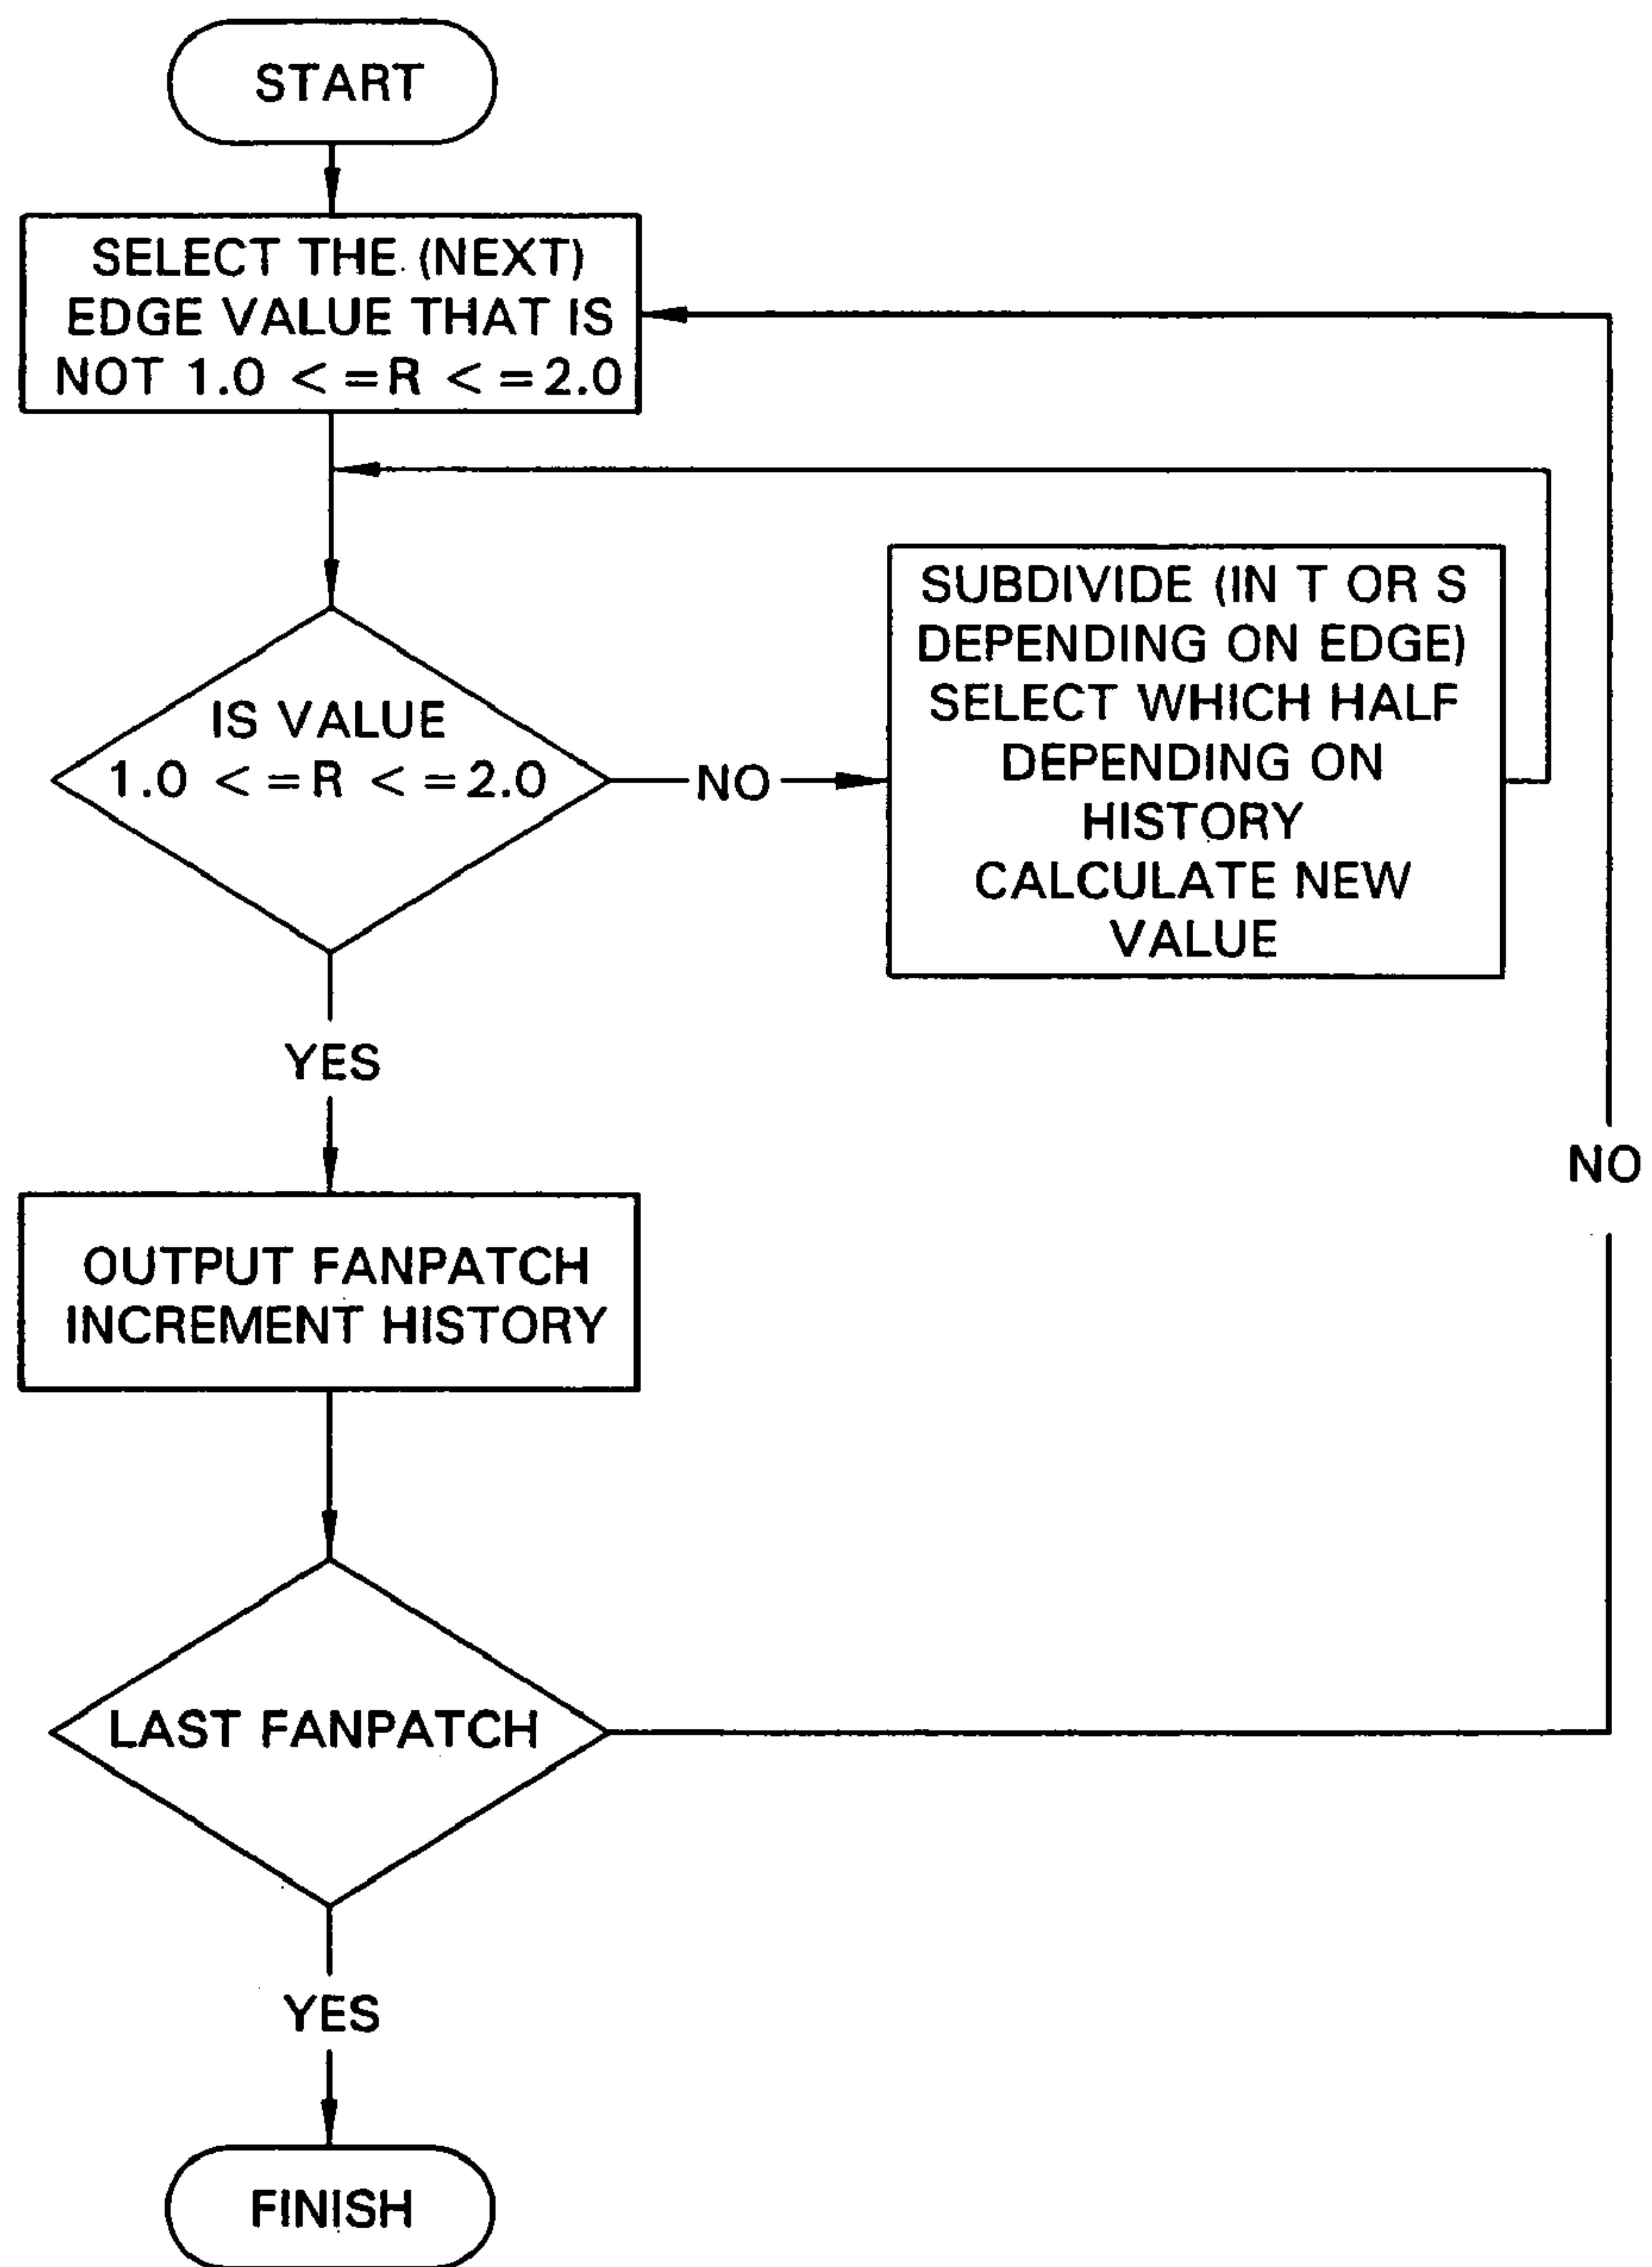 START
SELECT THE (NEXT)
EDGE VALUE THAT IS
NOT 1.0 < =R < =2.0
IS VALUE
1.0 < =R < =2.0
NO
SUBDIVIDE (IN T OR S
DEPENDING ON EDGE)
SELECT WHICH HALF
DEPENDING ON
HISTORY
CALCULATE NEW
VALUE
YES
OUTPUT FANPATCH
INCREMENT HISTORY
LAST FANPATCH
NO
YES
FINISH